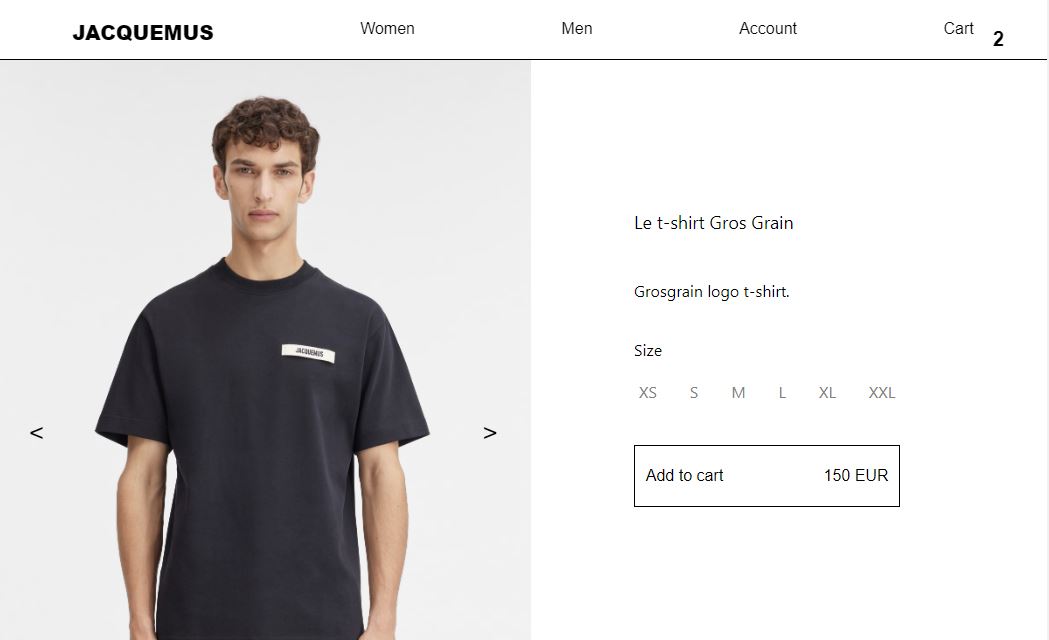 JACQUEMUS
Women
Men
Account
Cart
2
Le t-shirt Gros Grain
Grosgrain logo t-shirt.
JACQUEMUS
Size
XS S M L XL XXL
< >
Add to cart 150 EUR